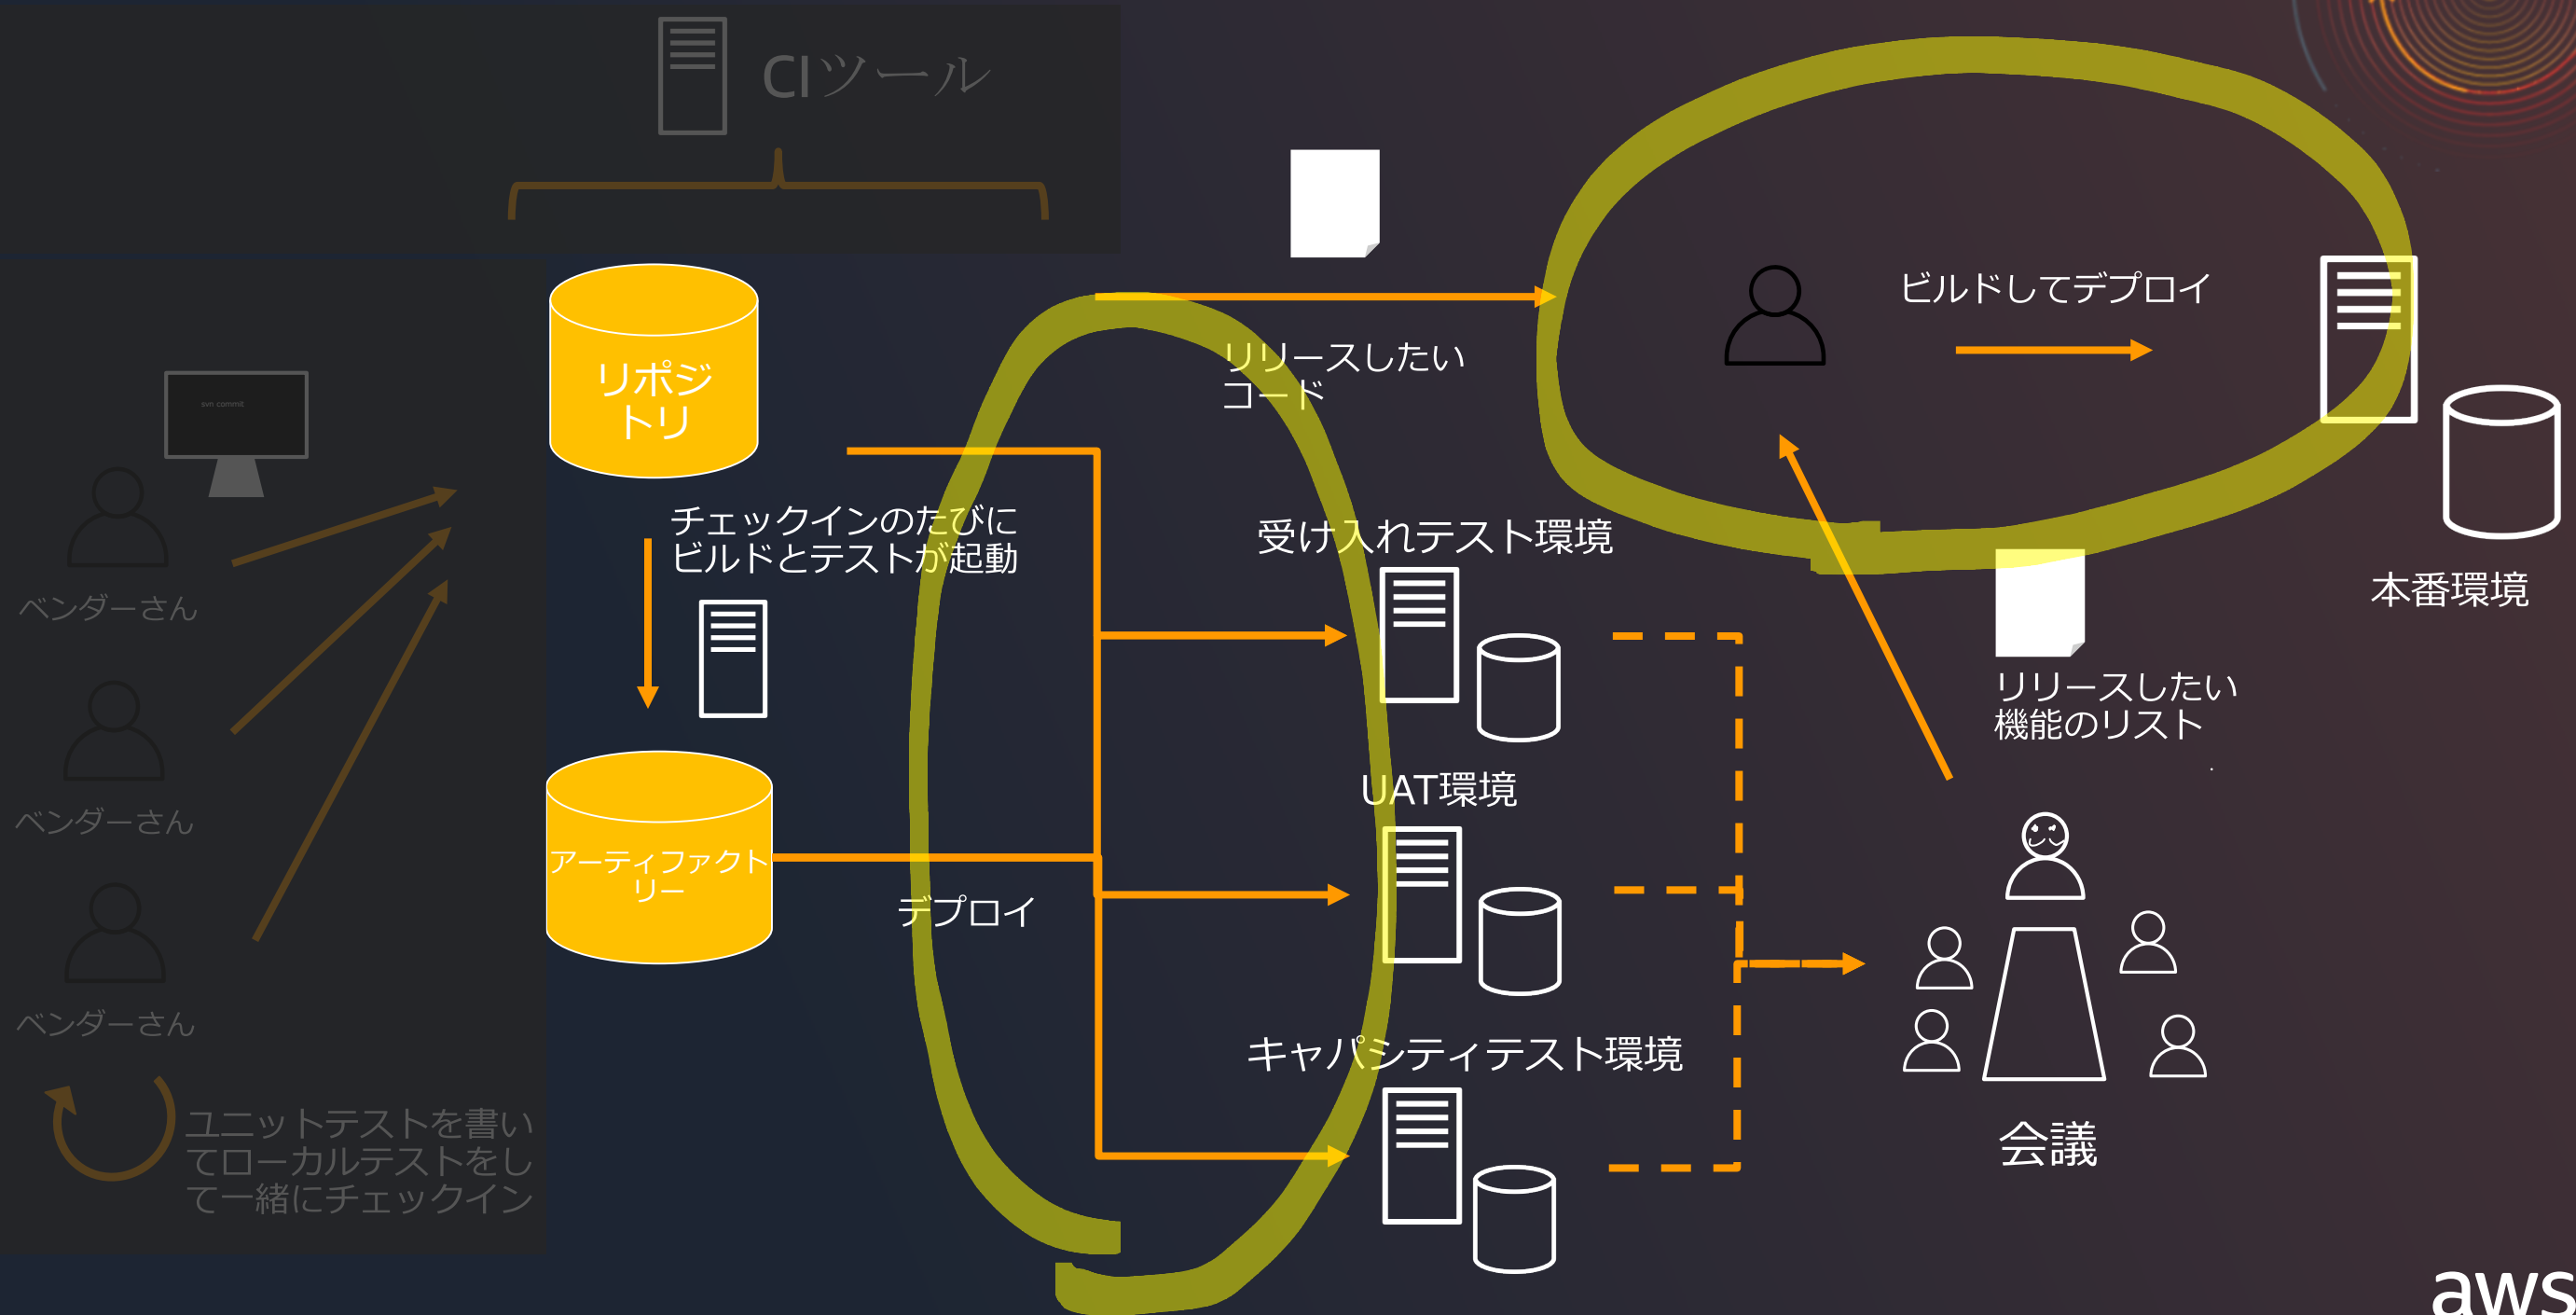 CIツール
ビルドしてデプロイ
リリースしたい
コード
リポジ
トリ
svn commit
チェックインのたびに
ビルドとテストが起動
受け入れテスト環境
本番環境
ベンダーさん
リリースしたい
機能のリスト
UAT環境
ベンダーさん
アーティファクト
リー
デプロイ
ベンダーさん
キャパシティテスト環境
会議
ユニットテストを書い
てローカルテストをし
て一緒にチェックイン
aws